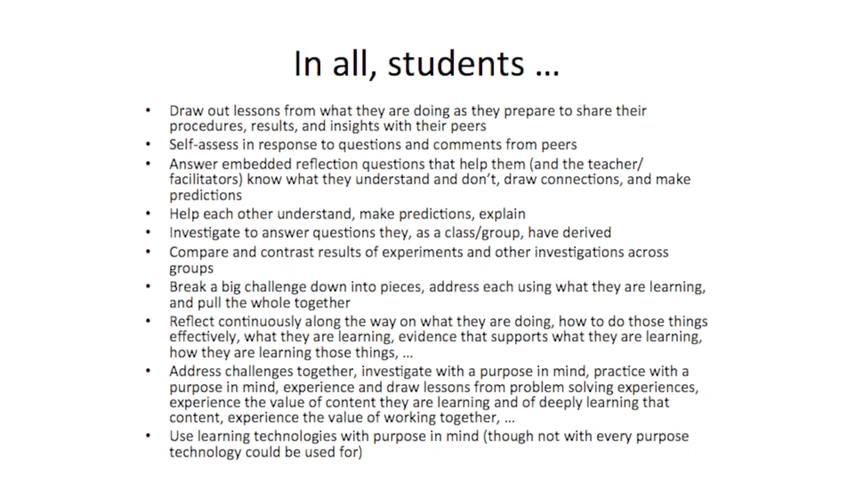 In all, students …
• Draw out lessons from what they are doing as they prepare to share their
procedures, results, and insights with their peers
• Self-assess in response to questions and comments from peers
• Answer embedded reflection questions that help them (and the teacher/
facilitators) know what they understand and don't, draw connections, and make
predictions
• Help each other understand, make predictions, explain
• Investigate to answer questions they, as a class/group, have derived
• Compare and contrast results of experiments and other investigations across
groups
• Break a big challenge down into pieces, address each using what they are learning,
and pull the whole together
• Reflect continuously along the way on what they are doing, how to do those things
effectively, what they are learning, evidence that supports what they are learning,
how they are learning those things, …
• Address challenges together, investigate with a purpose in mind, practice with a
purpose in mind, experience and draw lessons from problem solving experiences,
experience the value of content they are learning and of deeply learning that
content, experience the value of working together, …
• Use learning technologies with purpose in mind (though not with every purpose
technology could be used for)